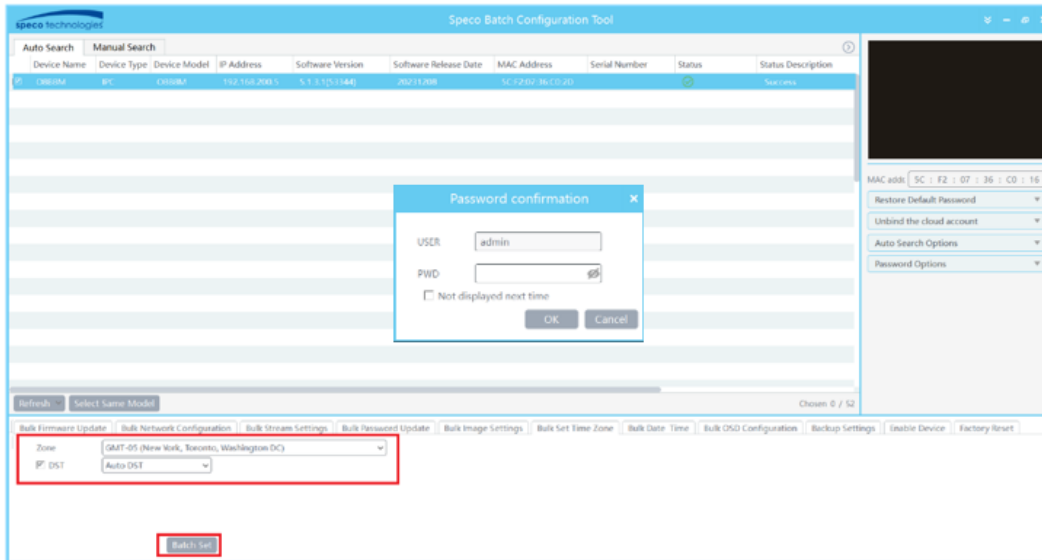 speco technologies
Speco Batch Configuration Tool
Auto Search Manual Search
Device Name Device Type Device Model IP Address Software Version Software Release Date MAC Address Serial Number Status Status Description
O8E8M IPC O8B8M 192.168.200.5 5.1.3.1(53344) 20231208 5C:F2:07:36:C0:2D Success
MAC addr. 5C : F2 : 07 : 36 : C0 : 16
Restore Default Password
Unbind the cloud account
Auto Search Options
Password Options
Password confirmation
USER admin
PWD
Not displayed next time
OK Cancel
Refresh Select Same Model Chosen 0 / 52
Bulk Firmware Update Bulk Network Configuration Bulk Stream Settings Bulk Password Update Bulk Image Settings Bulk Set Time Zone Bulk Date Time Bulk OSD Configuration Backup Settings Enable Device Factory Reset
Zone GMT-05 (New York, Toronto, Washington DC)
DST Auto DST
Batch Set